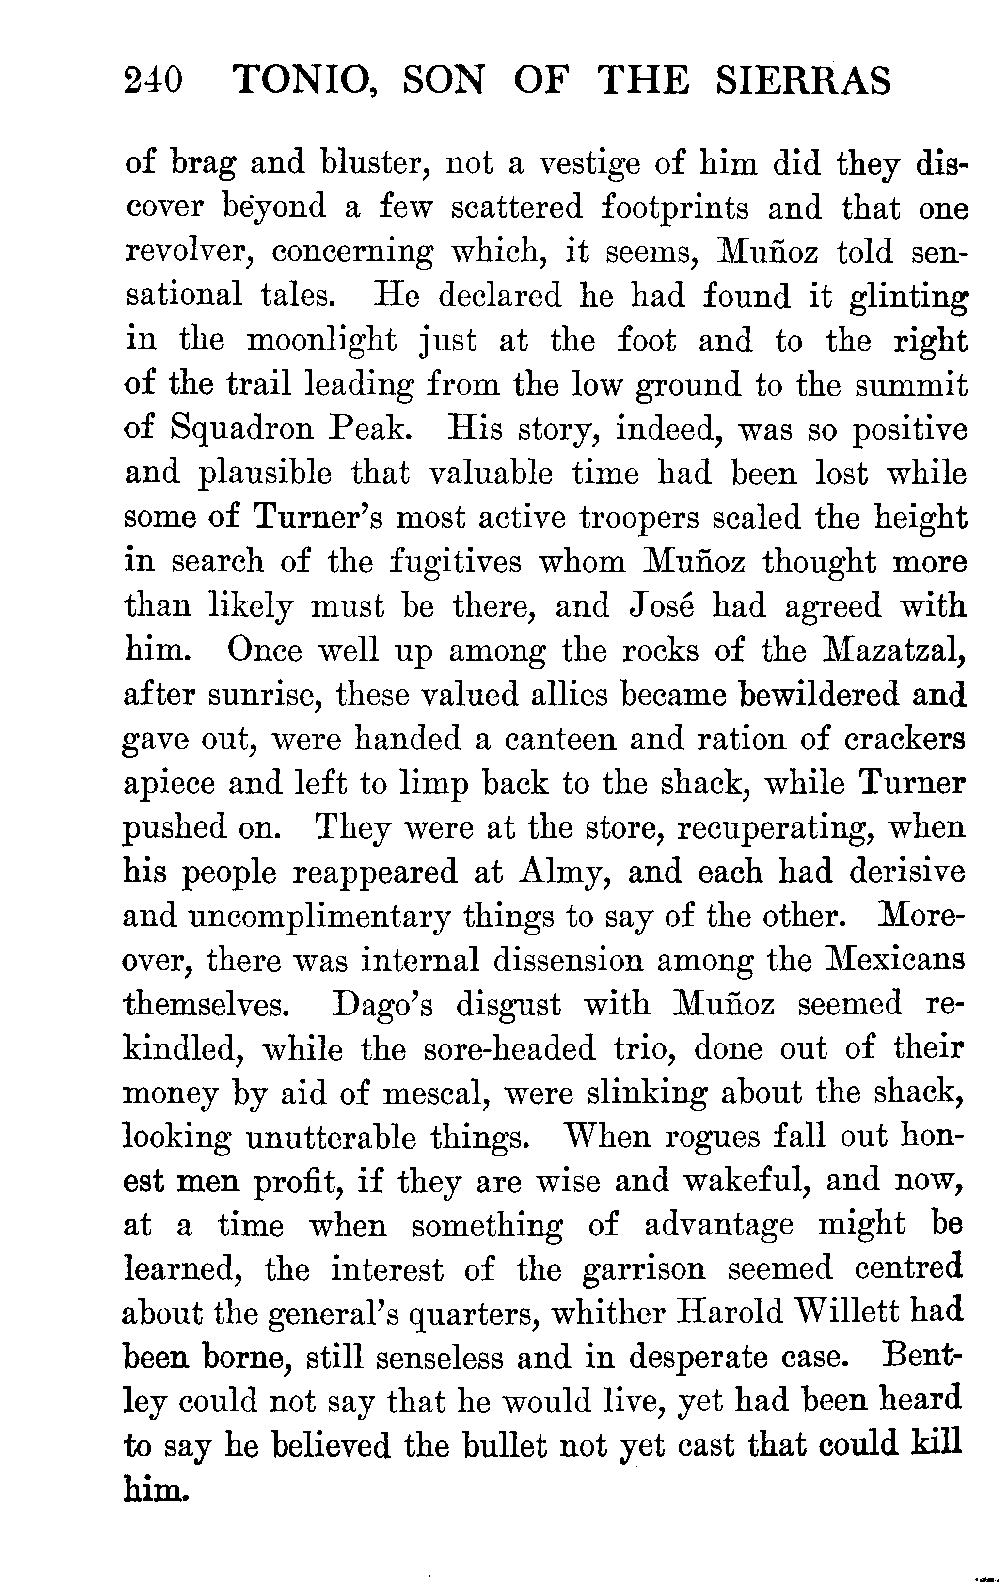 240 TONIO, SON OF THE SIERRAS
of brag and bluster, not a vestige of him did they dis-
cover beyond a few scattered footprints and that one
revolver, concerning which, it seems, Muñoz told sen-
sational tales. He declared he had found it glinting
in the moonlight just at the foot and to the right
of the trail leading from the low ground to the summit
of Squadron Peak. His story, indeed, was so positive
and plausible that valuable time had been lost while
some of Turner's most active troopers scaled the height
in search of the fugitives whom Muñoz thought more
than likely must be there, and José had agreed with
him. Once well up among the rocks of the Mazatzal,
after sunrise, these valued allies became bewildered and
gave out, were handed a canteen and ration of crackers
apiece and left to limp back to the shack, while Turner
pushed on. They were at the store, recuperating, when
his people reappeared at Almy, and each had derisive
and uncomplimentary things to say of the other. More-
over, there was internal dissension among the Mexicans
themselves. Dago's disgust with Muñoz seemed re-
kindled, while the sore-headed trio, done out of their
money by aid of mescal, were slinking about the shack,
looking unutterable things. When rogues fall out hon-
est men profit, if they are wise and wakeful, and now,
at a time when something of advantage might be
learned, the interest of the garrison seemed centred
about the general's quarters, whither Harold Willett had
been borne, still senseless and in desperate case. Bent-
ley could not say that he would live, yet had been heard
to say he believed the bullet not yet cast that could kill
him.